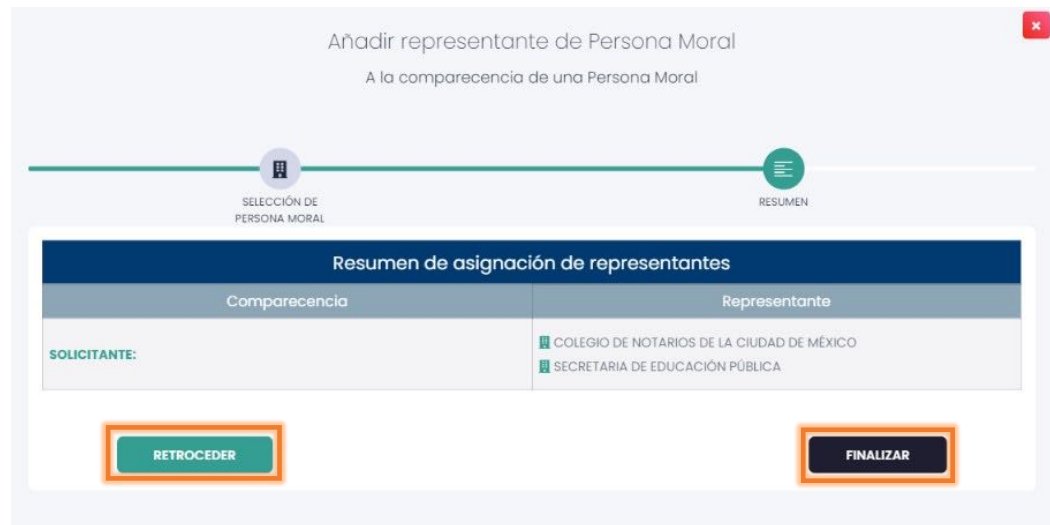 Añadir representante de Persona Moral
A la comparecencia de una Persona Moral
SELECCIÓN DE
PERSONA MORAL
RESUMEN
Resumen de asignación de representantes
Comparecencia
Representante
SOLICITANTE:
COLEGIO DE NOTARIOS DE LA CIUDAD DE MÉXICO
SECRETARIA DE EDUCACIÓN PÚBLICA
RETROCEDER
FINALIZAR